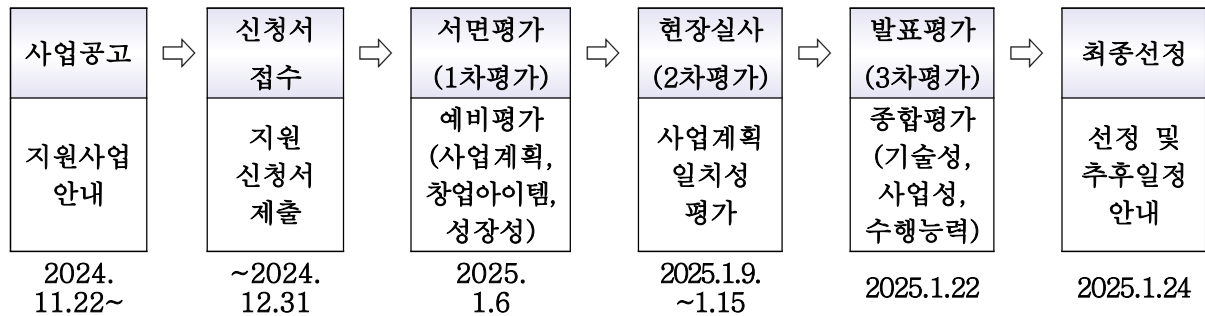 사업공고
신청서
접수
서면평가
(1차평가)
현장실사
(2차평가)
발표평가
(3차평가)
최종선정
지원사업
안내
지원
신청서
제출
예비평가
(사업계획,
창업아이템,
성장성)
사업계획
일치성
평가
종합평가
(기술성,
사업성,
수행능력)
선정 및
추후일정
안내
2024.
11.22~
~2024.
12.31
2025.
1.6
2025.1.9.
~1.15
2025.1.22
2025.1.24